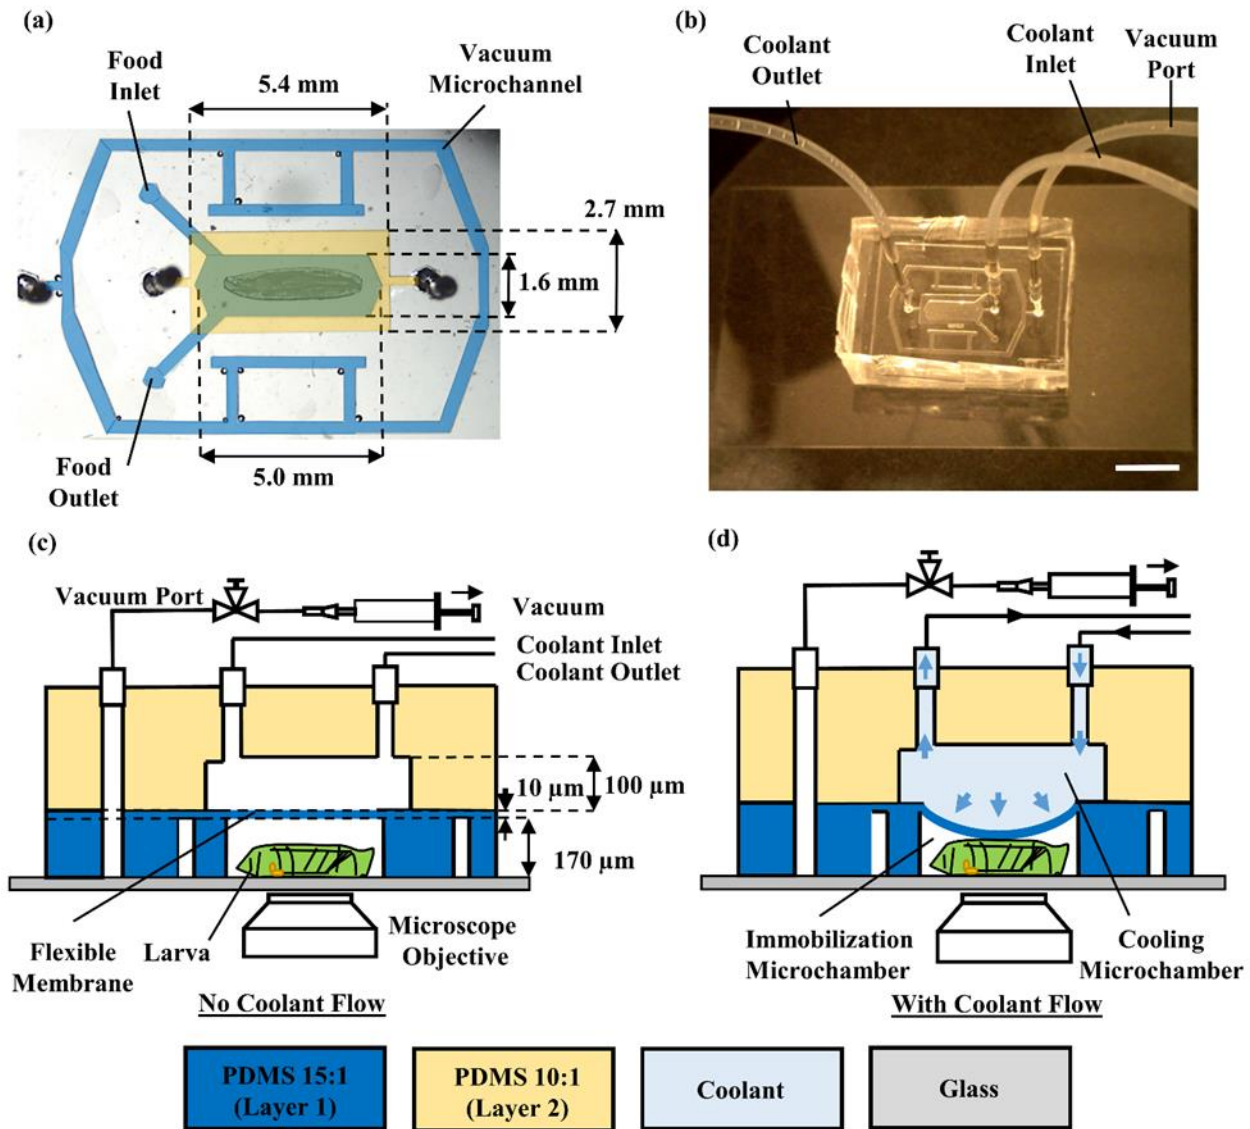 (a)
Food
Inlet
5.4 mm
Vacuum
Microchannel
2.7 mm
1.6 mm
Food
Outlet
5.0 mm
(b)
Coolant
Outlet
Coolant
Inlet
Vacuum
Port
(c)
Vacuum Port
Vacuum
Coolant Inlet
Coolant Outlet
10 µm
100 µm
170 µm
Flexible
Membrane
Larva
Microscope
Objective
No Coolant Flow
(d)
Immobilization
Microchamber
Cooling
Microchamber
With Coolant Flow
PDMS 15:1
(Layer 1)
PDMS 10:1
(Layer 2)
Coolant
Glass